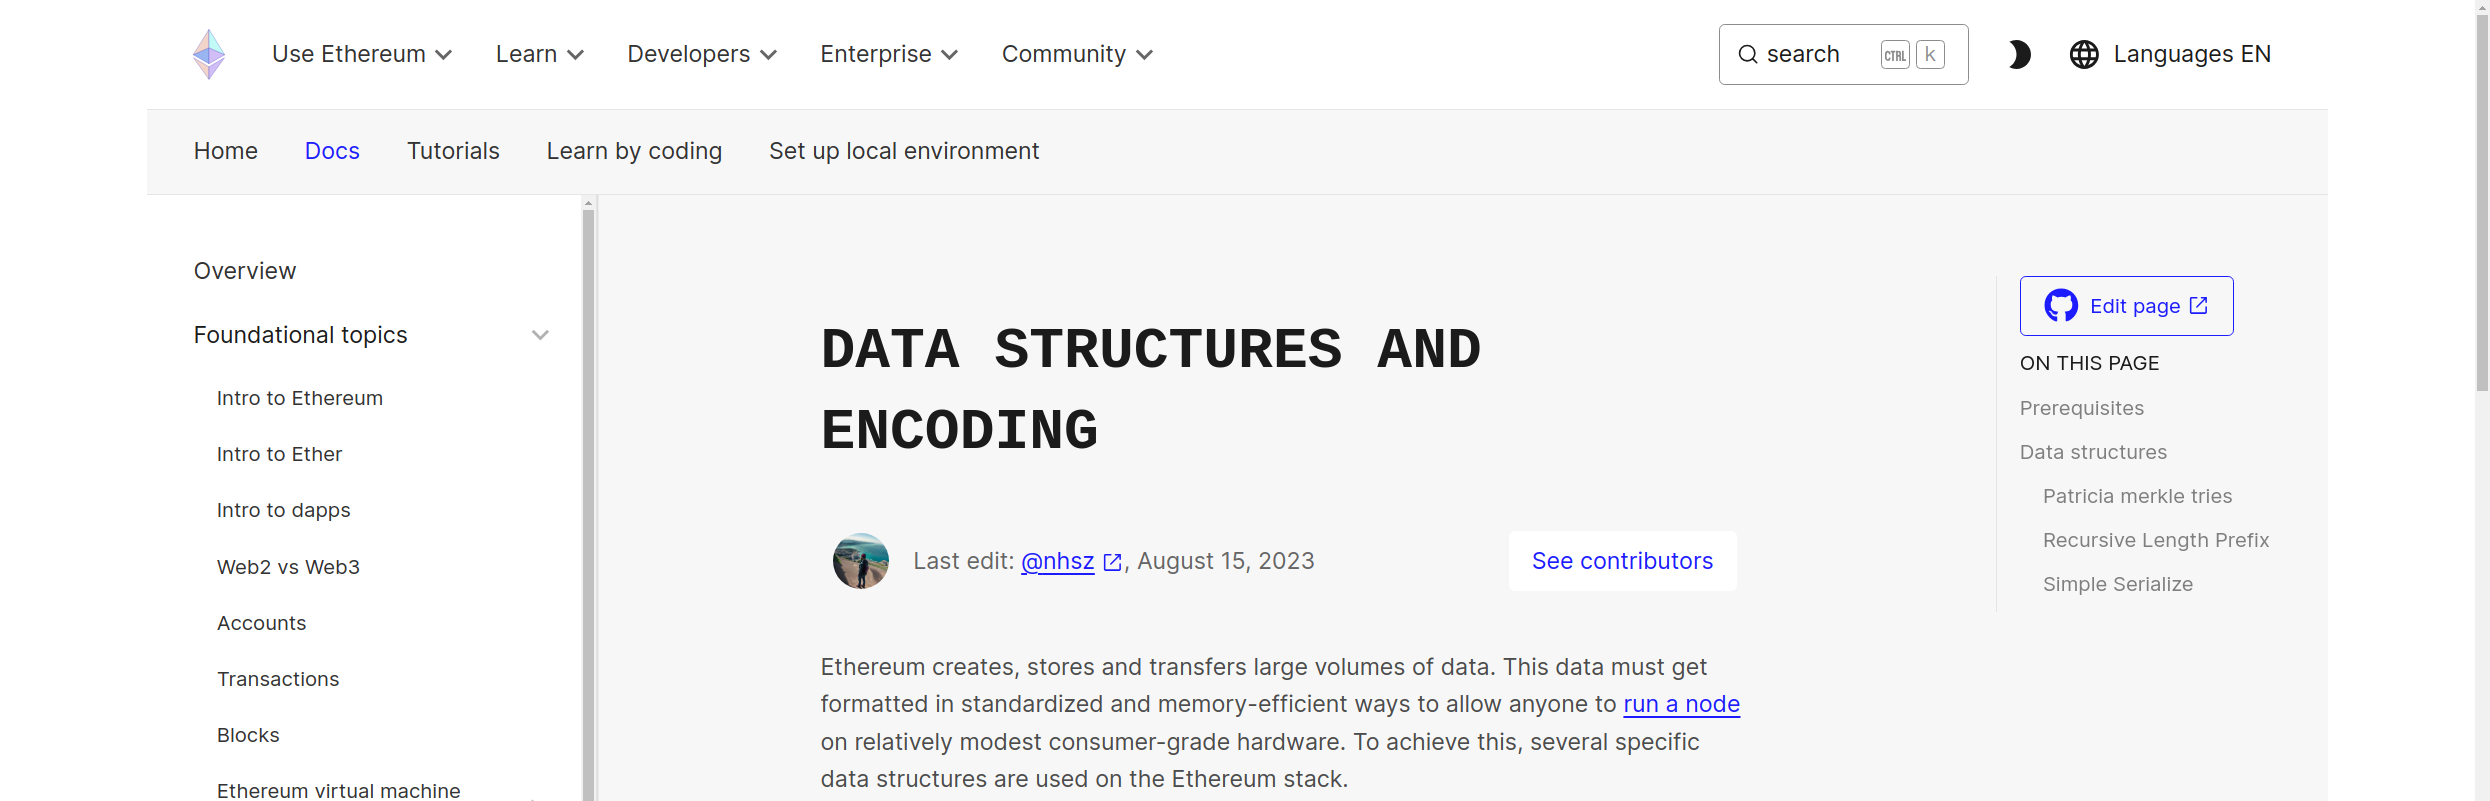 Use Ethereum
Learn
Developers
Enterprise
Community
search
CTRL
k
Languages EN
Home
Docs
Tutorials
Learn by coding
Set up local environment
Overview
Foundational topics
Intro to Ethereum
Intro to Ether
Intro to dapps
Web2 vs Web3
Accounts
Transactions
Blocks
Ethereum virtual machine
DATA STRUCTURES AND
ENCODING
Last edit: @nhsz, August 15, 2023
See contributors
Ethereum creates, stores and transfers large volumes of data. This data must get
formatted in standardized and memory-efficient ways to allow anyone to run a node
on relatively modest consumer-grade hardware. To achieve this, several specific
data structures are used on the Ethereum stack.
Edit page
ON THIS PAGE
Prerequisites
Data structures
Patricia merkle tries
Recursive Length Prefix
Simple Serialize